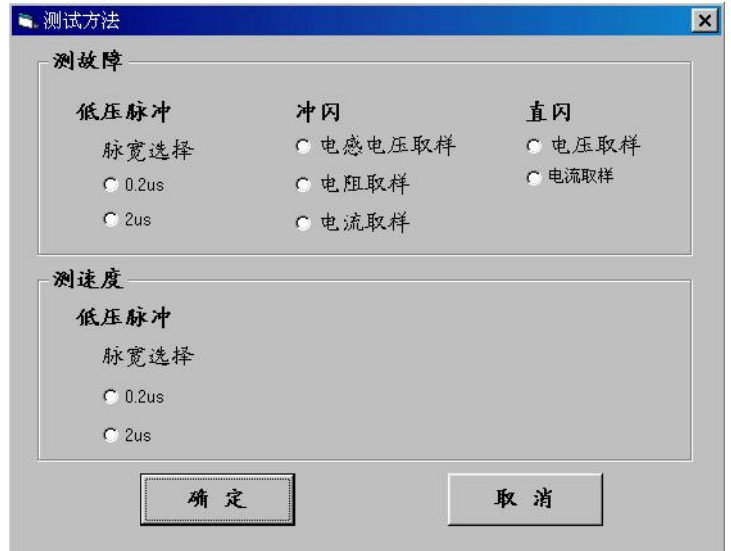 测试方法
测故障
低压脉冲 冲闪 直闪
脉宽选择 电感电压取样 电压取样
0.2us 电阻取样 电流取样
2us 电流取样
测速度
低压脉冲
脉宽选择
0.2us
2us
确 定 取 消